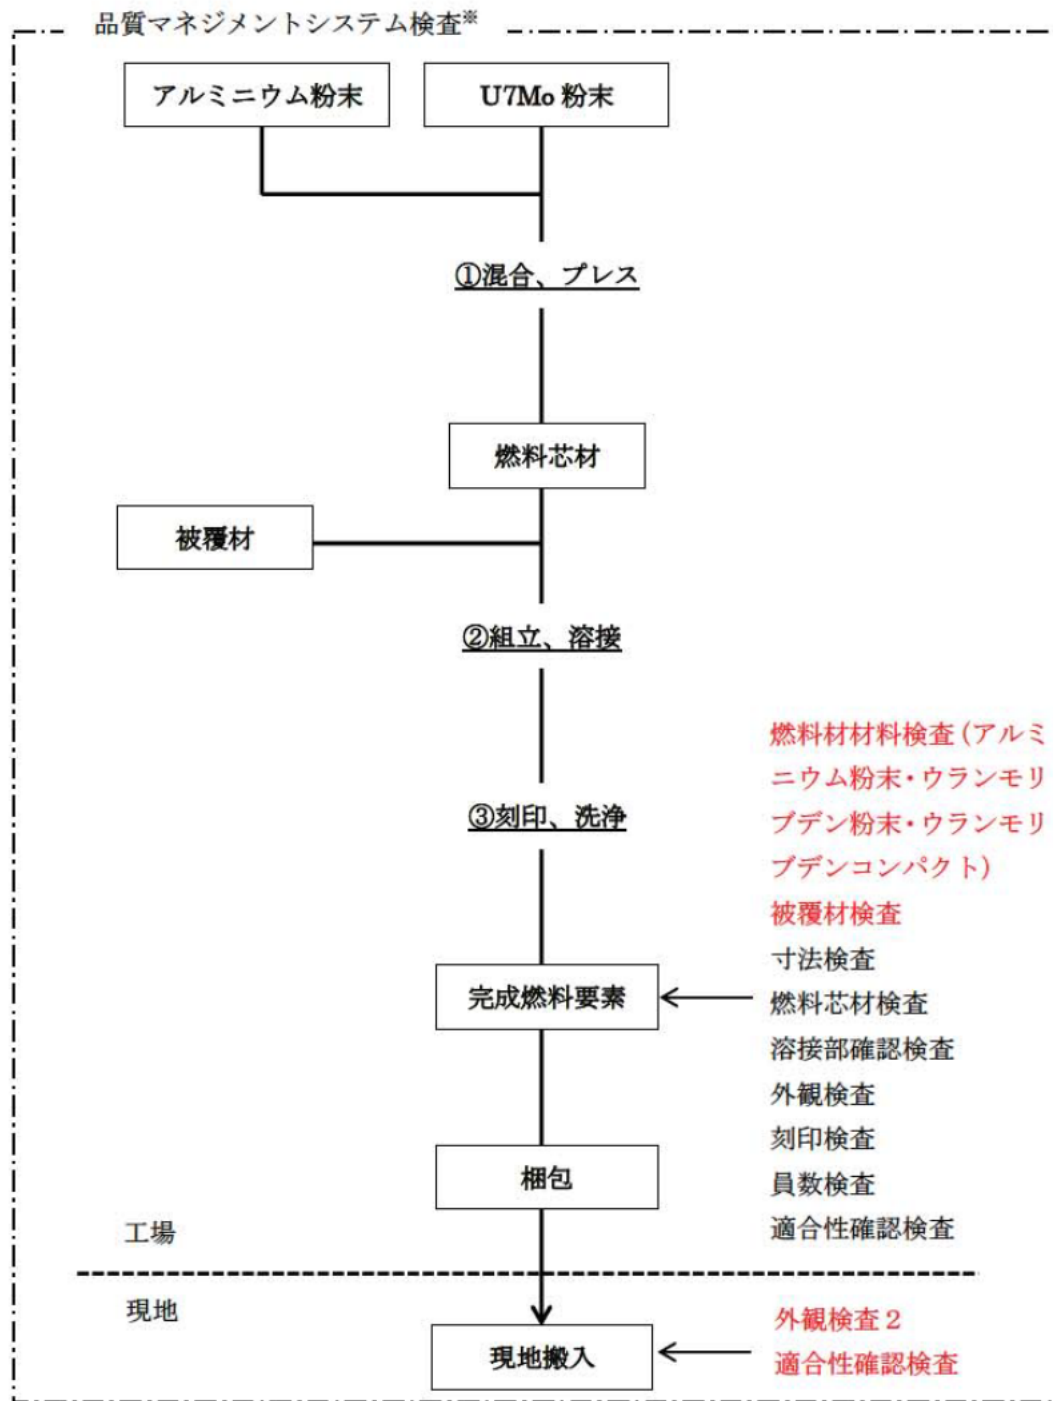 品質マネジメントシステム検査※
アルミニウム粉末
U7Mo 粉末
①混合、プレス
燃料芯材
被覆材
②組立、溶接
③刻印、洗浄
燃料材材料検査(アルミ
ニウム粉末・ウランモリ
ブデン粉末・ウランモリ
ブデンコンパクト)
被覆材検査
寸法検査
燃料芯材検査
溶接部確認検査
外観検査
刻印検査
員数検査
適合性確認検査
完成燃料要素
梱包
工場
現地
現地搬入
外観検査2
適合性確認検査